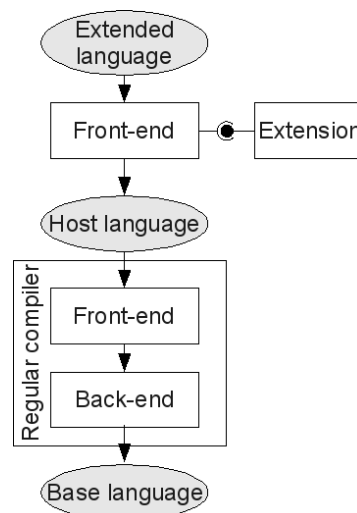 Extended
language
Front-end
Extension
Host language
Regular compiler
Front-end
Back-end
Base language